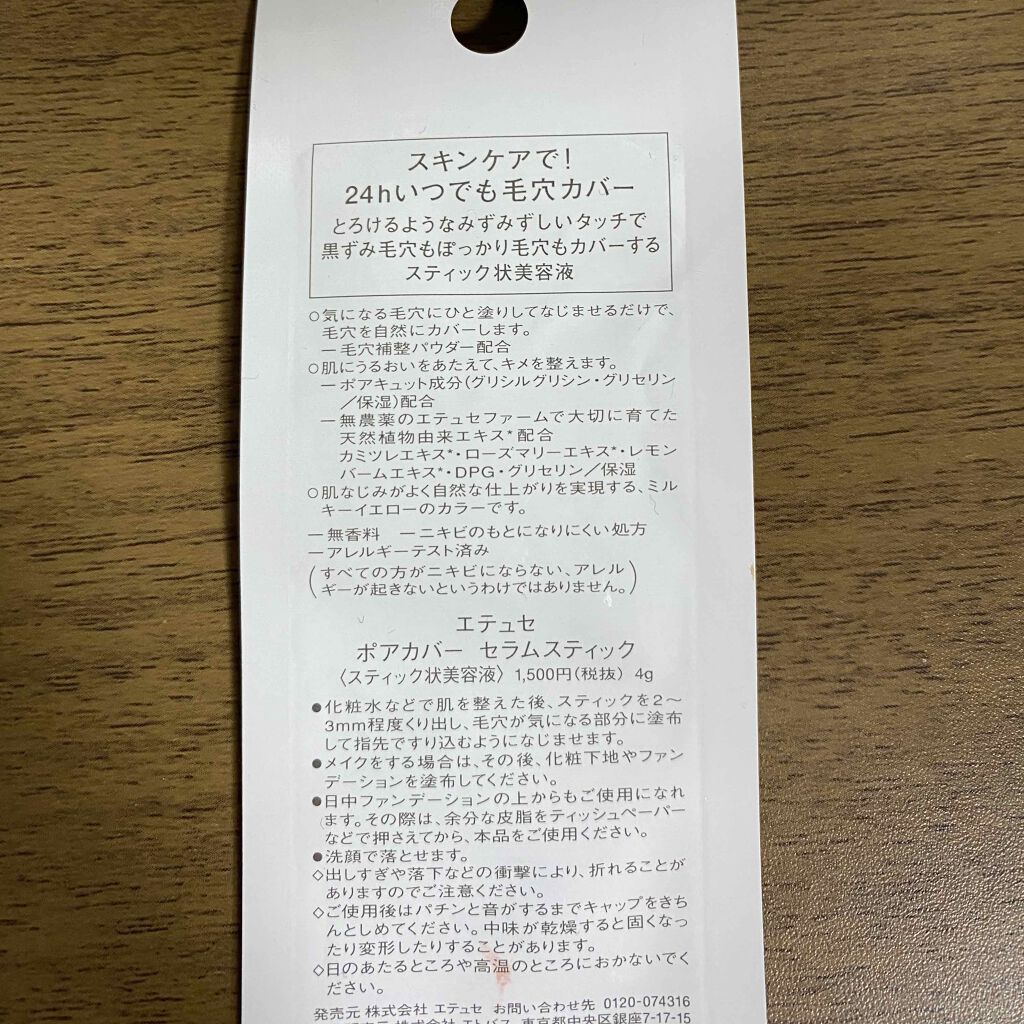 スキンケアで!
24hいつでも毛穴カバー
とろけるようなみずみずしいタッチで
黒ずみ毛穴もぽっかり毛穴もカバーする
スティック状美容液
○気になる毛穴にひと塗りしてなじませるだけで、
毛穴を自然にカバーします。
―毛穴補整パウダー配合
○肌にうるおいをあたえて、キメを整えます。
―ポアキュット成分(グリシルグリシン・グリセリン
/保湿)配合
―無農薬のエテュセファームで大切に育てた
天然植物由来エキス*配合
カミツレエキス*・ローズマリーエキス*・レモン
バームエキス*・DPG・グリセリン/保湿
○肌なじみがよく自然な仕上がりを実現する、ミル
キーイエローのカラーです。
―無香料 ―ニキビのもとになりにくい処方
―アレルギーテスト済み
(すべての方がニキビにならない、アレル
ギーが起きないというわけではありません。)
エテュセ
ポアカバー セラムスティック
〈スティック状美容液〉1,500円(税抜) 4g
●化粧水などで肌を整えた後、スティックを2~
3mm程度くり出し、毛穴が気になる部分に塗布
して指先ですり込むようになじませます。
●メイクをする場合は、その後、化粧下地やファン
デーションを塗布してください。
●日中ファンデーションの上からもご使用になれ
ます。その際は、余分な皮脂をティッシュペーパー
などで押さえてから、本品をご使用ください。
●洗顔で落とせます。
◇出しすぎや落下などの衝撃により、折れることが
ありますのでご注意ください。
◇ご使用後はパチンと音がするまでキャップをきち
んとしめてください。中味が乾燥すると固くなっ
たり変形したりすることがあります。
◇日のあたるところや高温のところにおかないでく
ださい。
発売元 株式会社 エテュセ お問い合わせ先 0120-074316
株式会社 エトバス 東京都中央区銀座7-17-15